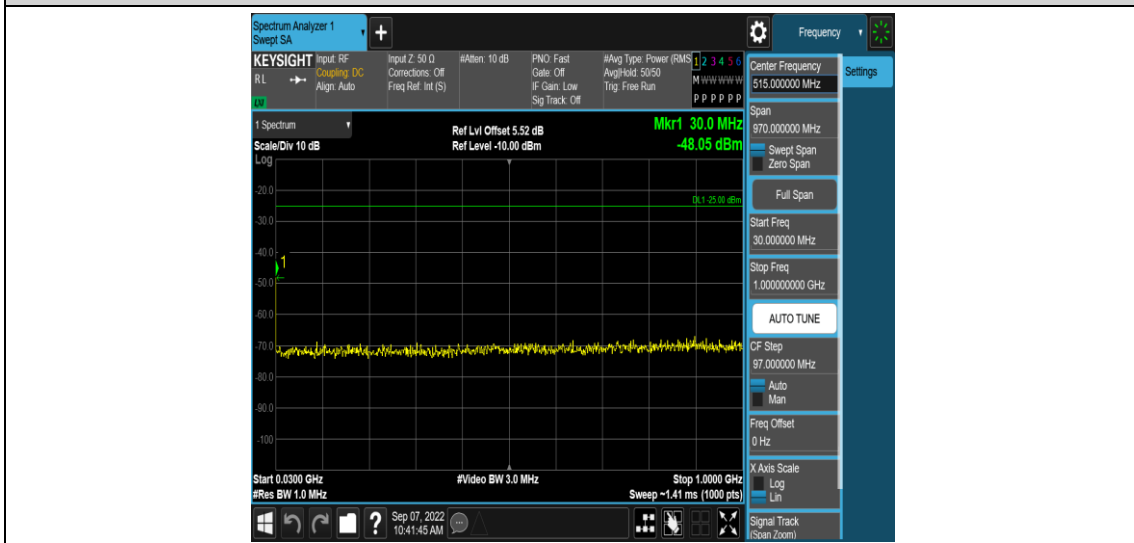 Spectrum Analyzer 1
Swept SA
+
Frequency
KEYSIGHT
RL
Input: RF
Coupling: DC
Align: Auto
Input Z: 50 Ω
Corrections: Off
Freq Ref: Int (S)
#Atten: 10 dB
PNO: Fast
Gate: Off
IF Gain: Low
Sig Track: Off
#Avg Type: Power (RMS
Avg|Hold: 50/50
Trig: Free Run
1 2 3 4 5 6
M W W W W W
P P P P P P
1 Spectrum
Scale/Div 10 dB
Log
Ref Lvl Offset 5.52 dB
Ref Level -10.00 dBm
Mkr1 30.0 MHz
-48.05 dBm
DL1 -25.00 dBm
1
-20.0
-30.0
-40.0
-50.0
-60.0
-70.0
-80.0
-90.0
-100
Start 0.0300 GHz
#Res BW 1.0 MHz
#Video BW 3.0 MHz
Stop 1.0000 GHz
Sweep ~1.41 ms (1000 pts)
?
Sep 07, 2022
10:41:45 AM
Center Frequency
515.000000 MHz
Settings
Span
970.000000 MHz
Swept Span
Zero Span
Full Span
Start Freq
30.000000 MHz
Stop Freq
1.000000000 GHz
AUTO TUNE
CF Step
97.000000 MHz
Auto
Man
Freq Offset
0 Hz
X Axis Scale
Log
Lin
Signal Track
(Span Zoom)